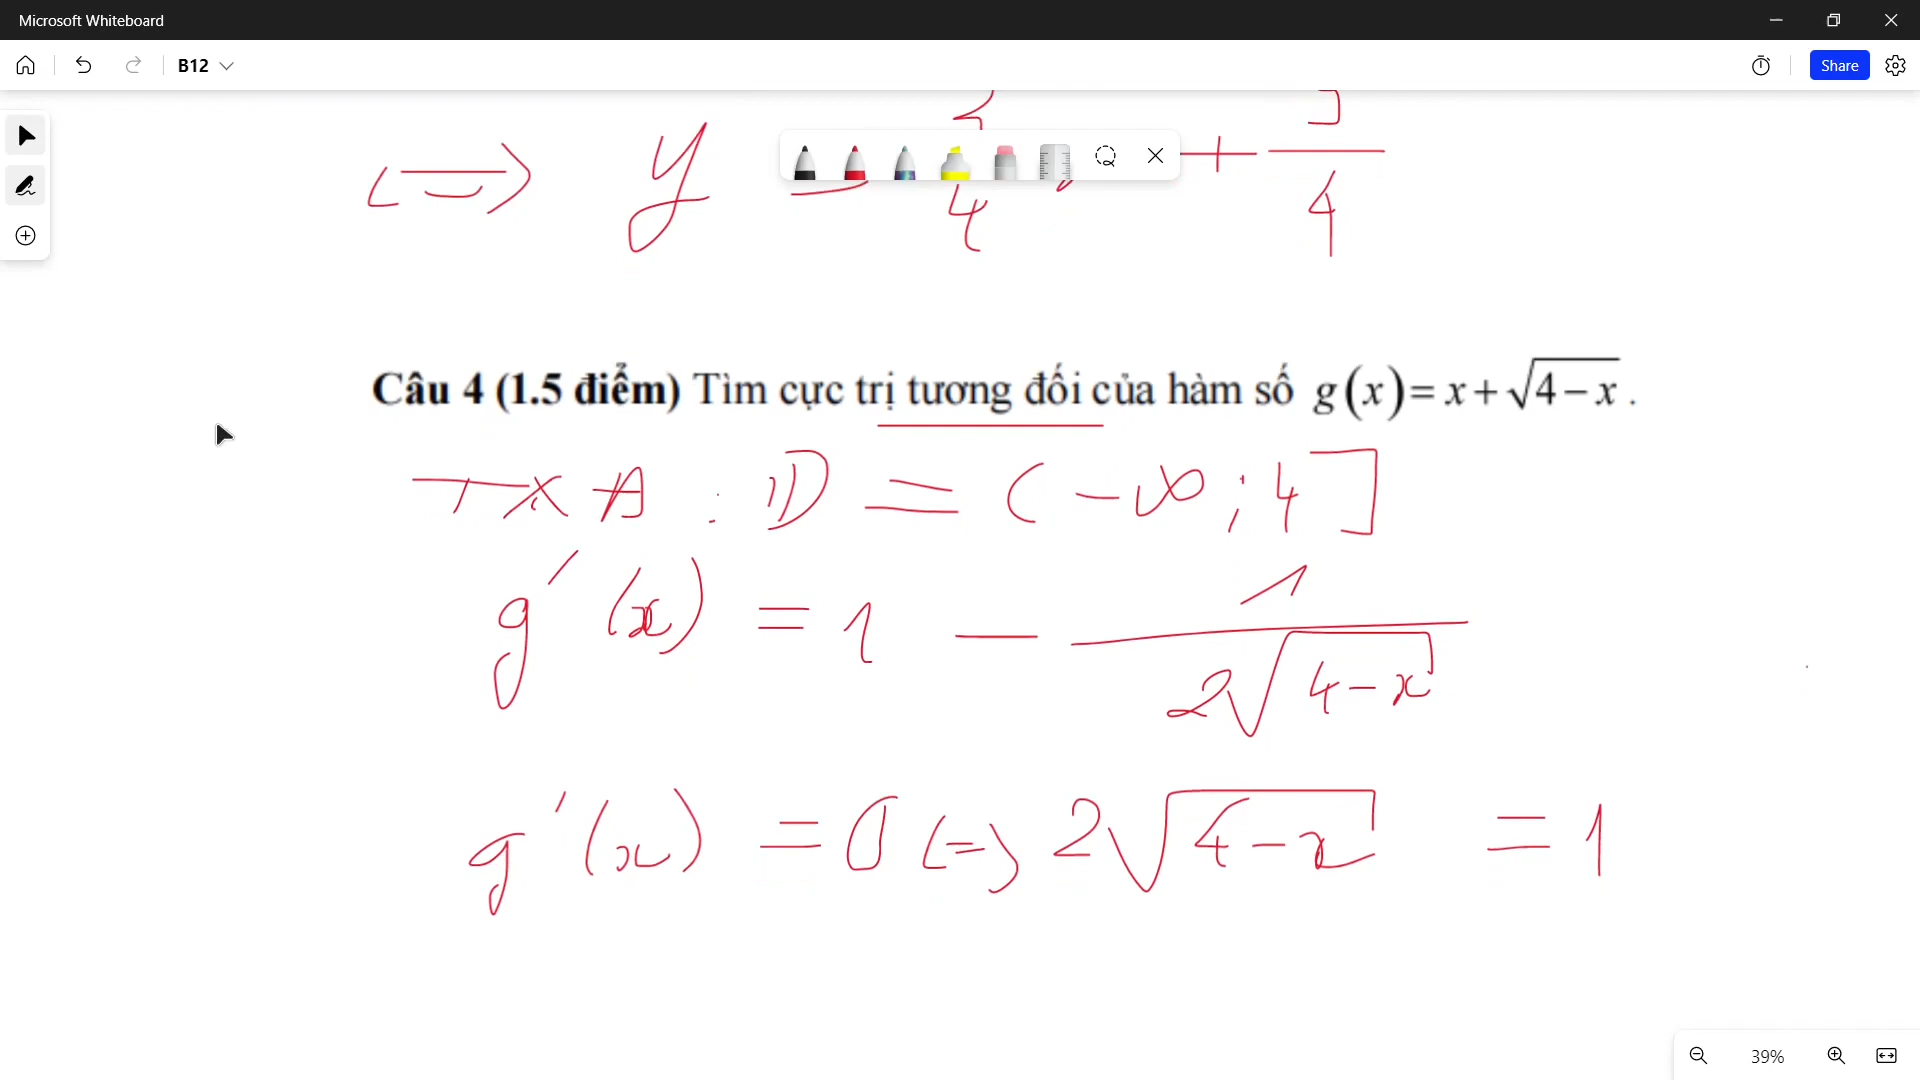 Microsoft Whiteboard
B12
Share
<=> y = 3/4 + 5/4
Câu 4 (1.5 điểm) Tìm cực trị tương đối của hàm số g(x) = x + √(4 − x).
TXĐ : D = (−∞; 4]
g'(x) = 1 − 1/(2√(4−x))
g'(x) = 0 (=) 2√(4−x) = 1
39%